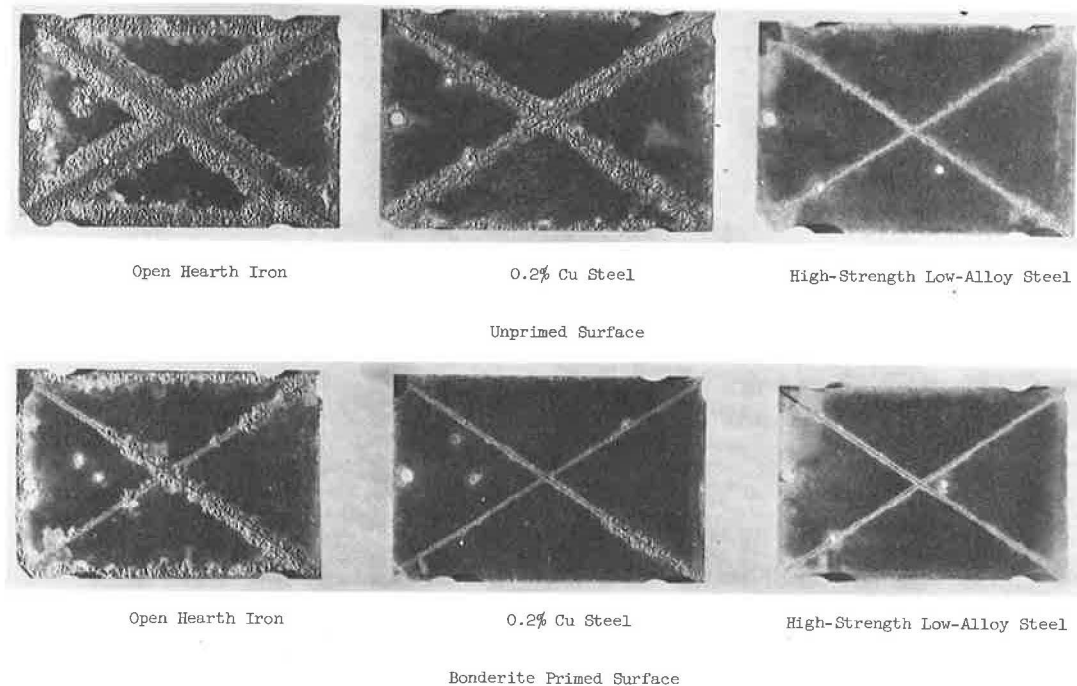 Open Hearth Iron
0.2% Cu Steel
High-Strength Low-Alloy Steel
Unprimed Surface
Open Hearth Iron
0.2% Cu Steel
High-Strength Low-Alloy Steel
Bonderite Primed Surface